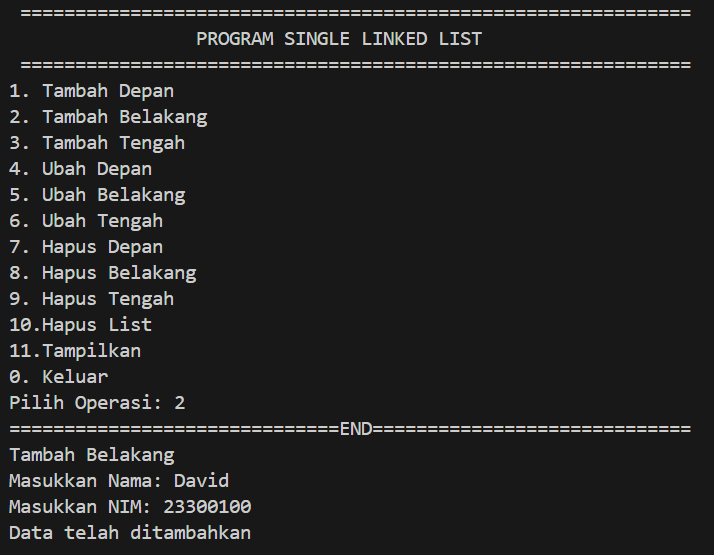 =============================================================
PROGRAM SINGLE LINKED LIST
=============================================================
1. Tambah Depan
2. Tambah Belakang
3. Tambah Tengah
4. Ubah Depan
5. Ubah Belakang
6. Ubah Tengah
7. Hapus Depan
8. Hapus Belakang
9. Hapus Tengah
10.Hapus List
11.Tampilkan
0. Keluar
Pilih Operasi: 2
==============================END=============================
Tambah Belakang
Masukkan Nama: David
Masukkan NIM: 23300100
Data telah ditambahkan